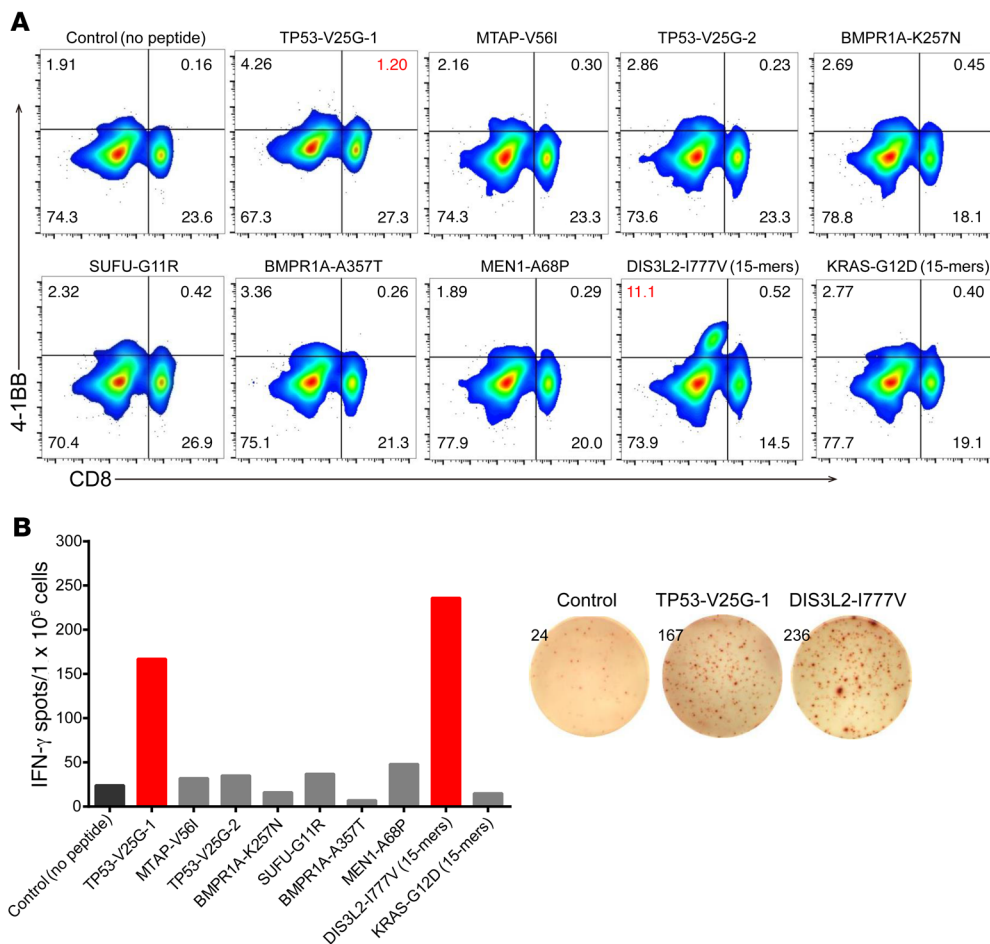 A
Control (no peptide)
TP53-V25G-1
MTAP-V56I
TP53-V25G-2
BMPR1A-K257N
1.91
0.16
4.26
1.20
2.16
0.30
2.86
0.23
2.69
0.45
74.3
23.6
67.3
27.3
74.3
23.3
73.6
23.3
78.8
18.1
SUFU-G11R
BMPR1A-A357T
MEN1-A68P
DIS3L2-I777V (15-mers)
KRAS-G12D (15-mers)
2.32
0.42
3.36
0.26
1.89
0.29
11.1
0.52
2.77
0.40
70.4
26.9
75.1
21.3
77.9
20.0
73.9
14.5
77.7
19.1
4-1BB
CD8
B
IFN-γ spots/1 x 10⁵ cells
300
250
200
150
100
50
0
Control (no peptide)
TP53-V25G-1
MTAP-V56I
TP53-V25G-2
BMPR1A-K257N
SUFU-G11R
BMPR1A-A357T
MEN1-A68P
DIS3L2-I777V (15-mers)
KRAS-G12D (15-mers)
Control
TP53-V25G-1
DIS3L2-I777V
24
167
236